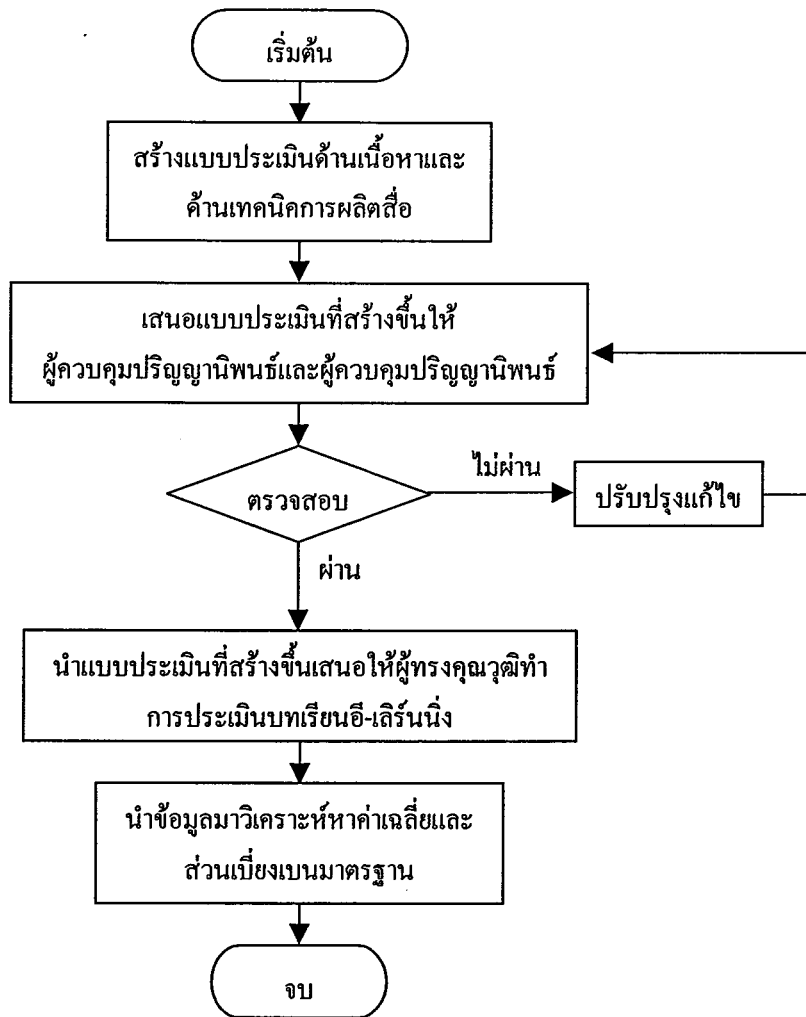 เริ่มต้น
สร้างแบบประเมินด้านเนื้อหาและ
ด้านเทคนิคการผลิตสื่อ
เสนอแบบประเมินที่สร้างขึ้นให้
ผู้ควบคุมปริญญานิพนธ์และผู้ควบคุมปริญญานิพนธ์
ตรวจสอบ
ไม่ผ่าน
ปรับปรุงแก้ไข
ผ่าน
นำแบบประเมินที่สร้างขึ้นเสนอให้ผู้ทรงคุณวุฒิทำ
การประเมินบทเรียนอี-เลิร์นนิ่ง
นำข้อมูลมาวิเคราะห์หาค่าเฉลี่ยและ
ส่วนเบี่ยงเบนมาตรฐาน
จบ